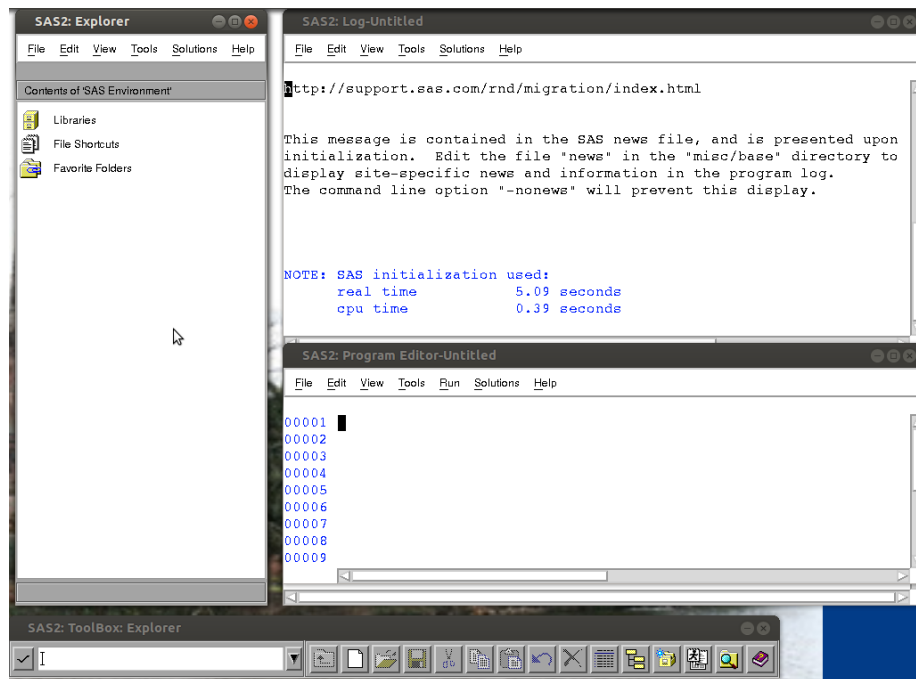 SAS2: Explorer
File Edit View Tools Solutions Help
Contents of 'SAS Environment'
Libraries
File Shortcuts
Favorite Folders
SAS2: Log-Untitled
File Edit View Tools Solutions Help
http://support.sas.com/rnd/migration/index.html
This message is contained in the SAS news file, and is presented upon
initialization. Edit the file "news" in the "misc/base" directory to
display site-specific news and information in the program log.
The command line option "-nonews" will prevent this display.
NOTE: SAS initialization used:
real time 5.09 seconds
cpu time 0.39 seconds
SAS2: Program Editor-Untitled
File Edit View Tools Run Solutions Help
00001
00002
00003
00004
00005
00006
00007
00008
00009
SAS2: ToolBox: Explorer